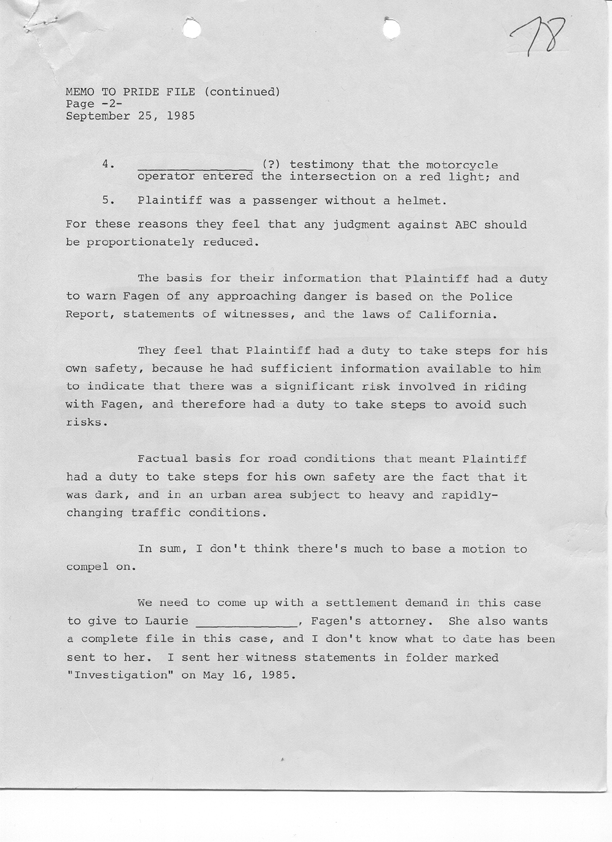 78
MEMO TO PRIDE FILE (continued)
Page -2-
September 25, 1985
4. ______________ (?) testimony that the motorcycle
operator entered the intersection on a red light; and
5. Plaintiff was a passenger without a helmet.
For these reasons they feel that any judgment against ABC should
be proportionately reduced.
The basis for their information that Plaintiff had a duty
to warn Fagen of any approaching danger is based on the Police
Report, statements of witnesses, and the laws of California.
They feel that Plaintiff had a duty to take steps for his
own safety, because he had sufficient information available to him
to indicate that there was a significant risk involved in riding
with Fagen, and therefore had a duty to take steps to avoid such
risks.
Factual basis for road conditions that meant Plaintiff
had a duty to take steps for his own safety are the fact that it
was dark, and in an urban area subject to heavy and rapidly-
changing traffic conditions.
In sum, I don't think there's much to base a motion to
compel on.
We need to come up with a settlement demand in this case
to give to Laurie ____________, Fagen's attorney. She also wants
a complete file in this case, and I don't know what to date has been
sent to her. I sent her witness statements in folder marked
"Investigation" on May 16, 1985.